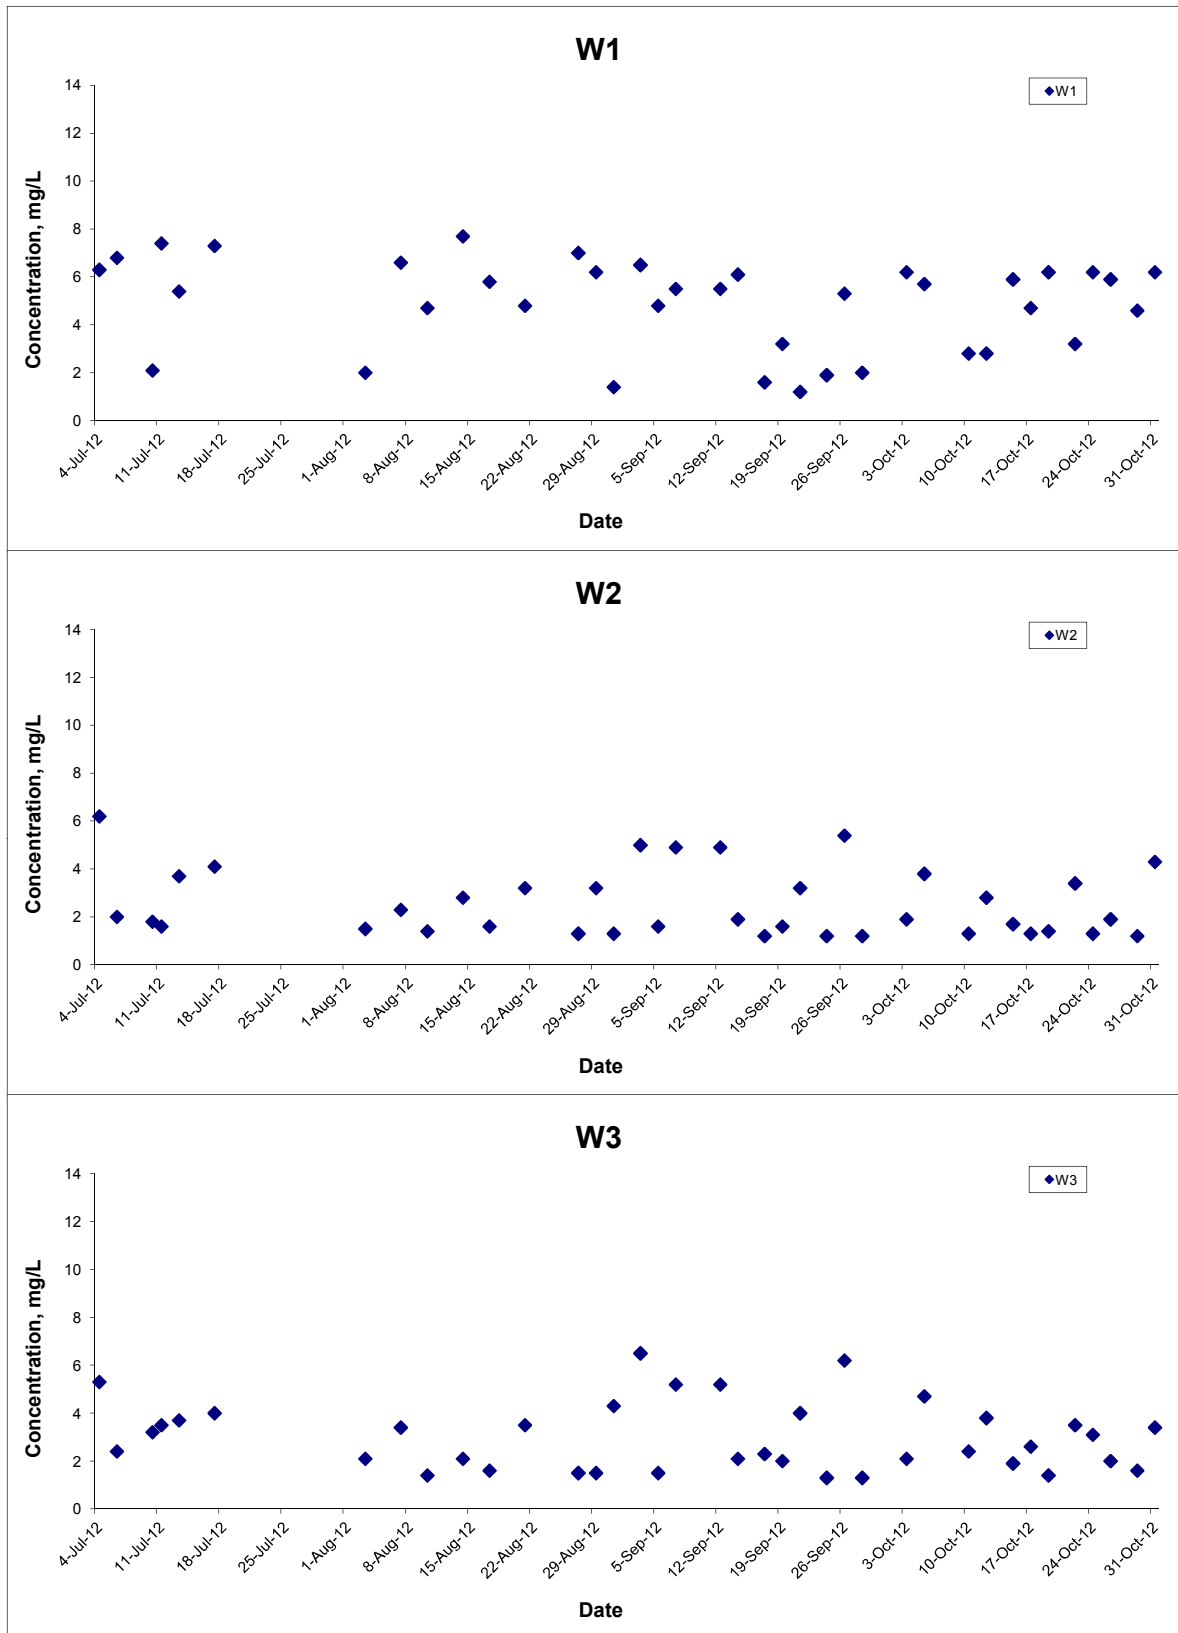 W1
W1
14
12
10
8
6
4
2
0
Concentration, mg/L
4-Jul-12 11-Jul-12 18-Jul-12 25-Jul-12 1-Aug-12 8-Aug-12 15-Aug-12 22-Aug-12 29-Aug-12 5-Sep-12 12-Sep-12 19-Sep-12 26-Sep-12 3-Oct-12 10-Oct-12 17-Oct-12 24-Oct-12 31-Oct-12
Date
W2
W2
14
12
10
8
6
4
2
0
Concentration, mg/L
4-Jul-12 11-Jul-12 18-Jul-12 25-Jul-12 1-Aug-12 8-Aug-12 15-Aug-12 22-Aug-12 29-Aug-12 5-Sep-12 12-Sep-12 19-Sep-12 26-Sep-12 3-Oct-12 10-Oct-12 17-Oct-12 24-Oct-12 31-Oct-12
Date
W3
W3
14
12
10
8
6
4
2
0
Concentration, mg/L
4-Jul-12 11-Jul-12 18-Jul-12 25-Jul-12 1-Aug-12 8-Aug-12 15-Aug-12 22-Aug-12 29-Aug-12 5-Sep-12 12-Sep-12 19-Sep-12 26-Sep-12 3-Oct-12 10-Oct-12 17-Oct-12 24-Oct-12 31-Oct-12
Date